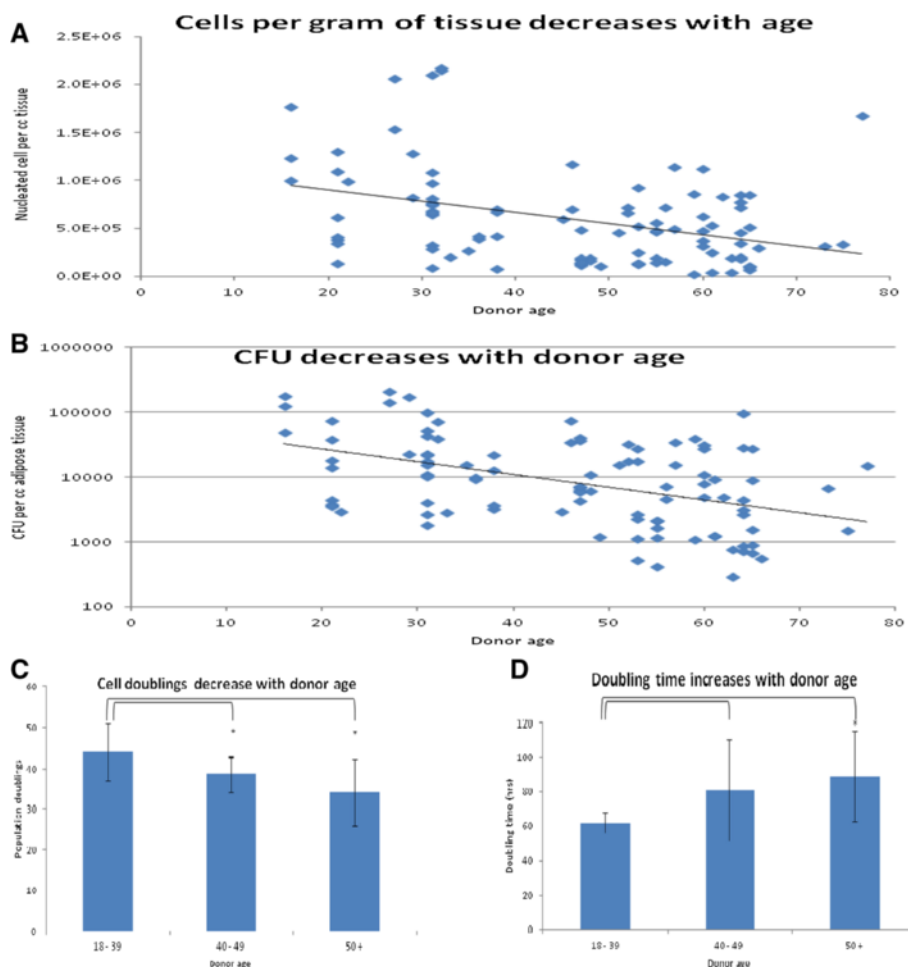 A
Cells per gram of tissue decreases with age
Nucleated cell per cc tissue
2.5E+06
2.0E+06
1.5E+06
1.0E+06
5.0E+05
0.0E+00
0 10 20 30 40 50 60 70 80
Donor age
B
CFU decreases with donor age
CFU per cc adipose tissue
1000000
100000
10000
1000
100
0 10 20 30 40 50 60 70 80
Donor age
C
Cell doublings decrease with donor age
Population doublings
60
50
40
30
20
10
0
* *
18 - 39 40 - 49 50 +
Donor age
D
Doubling time increases with donor age
Doubling time (hrs)
120
100
80
60
40
20
0
*
18 - 39 40 - 49 50 +
Donor age